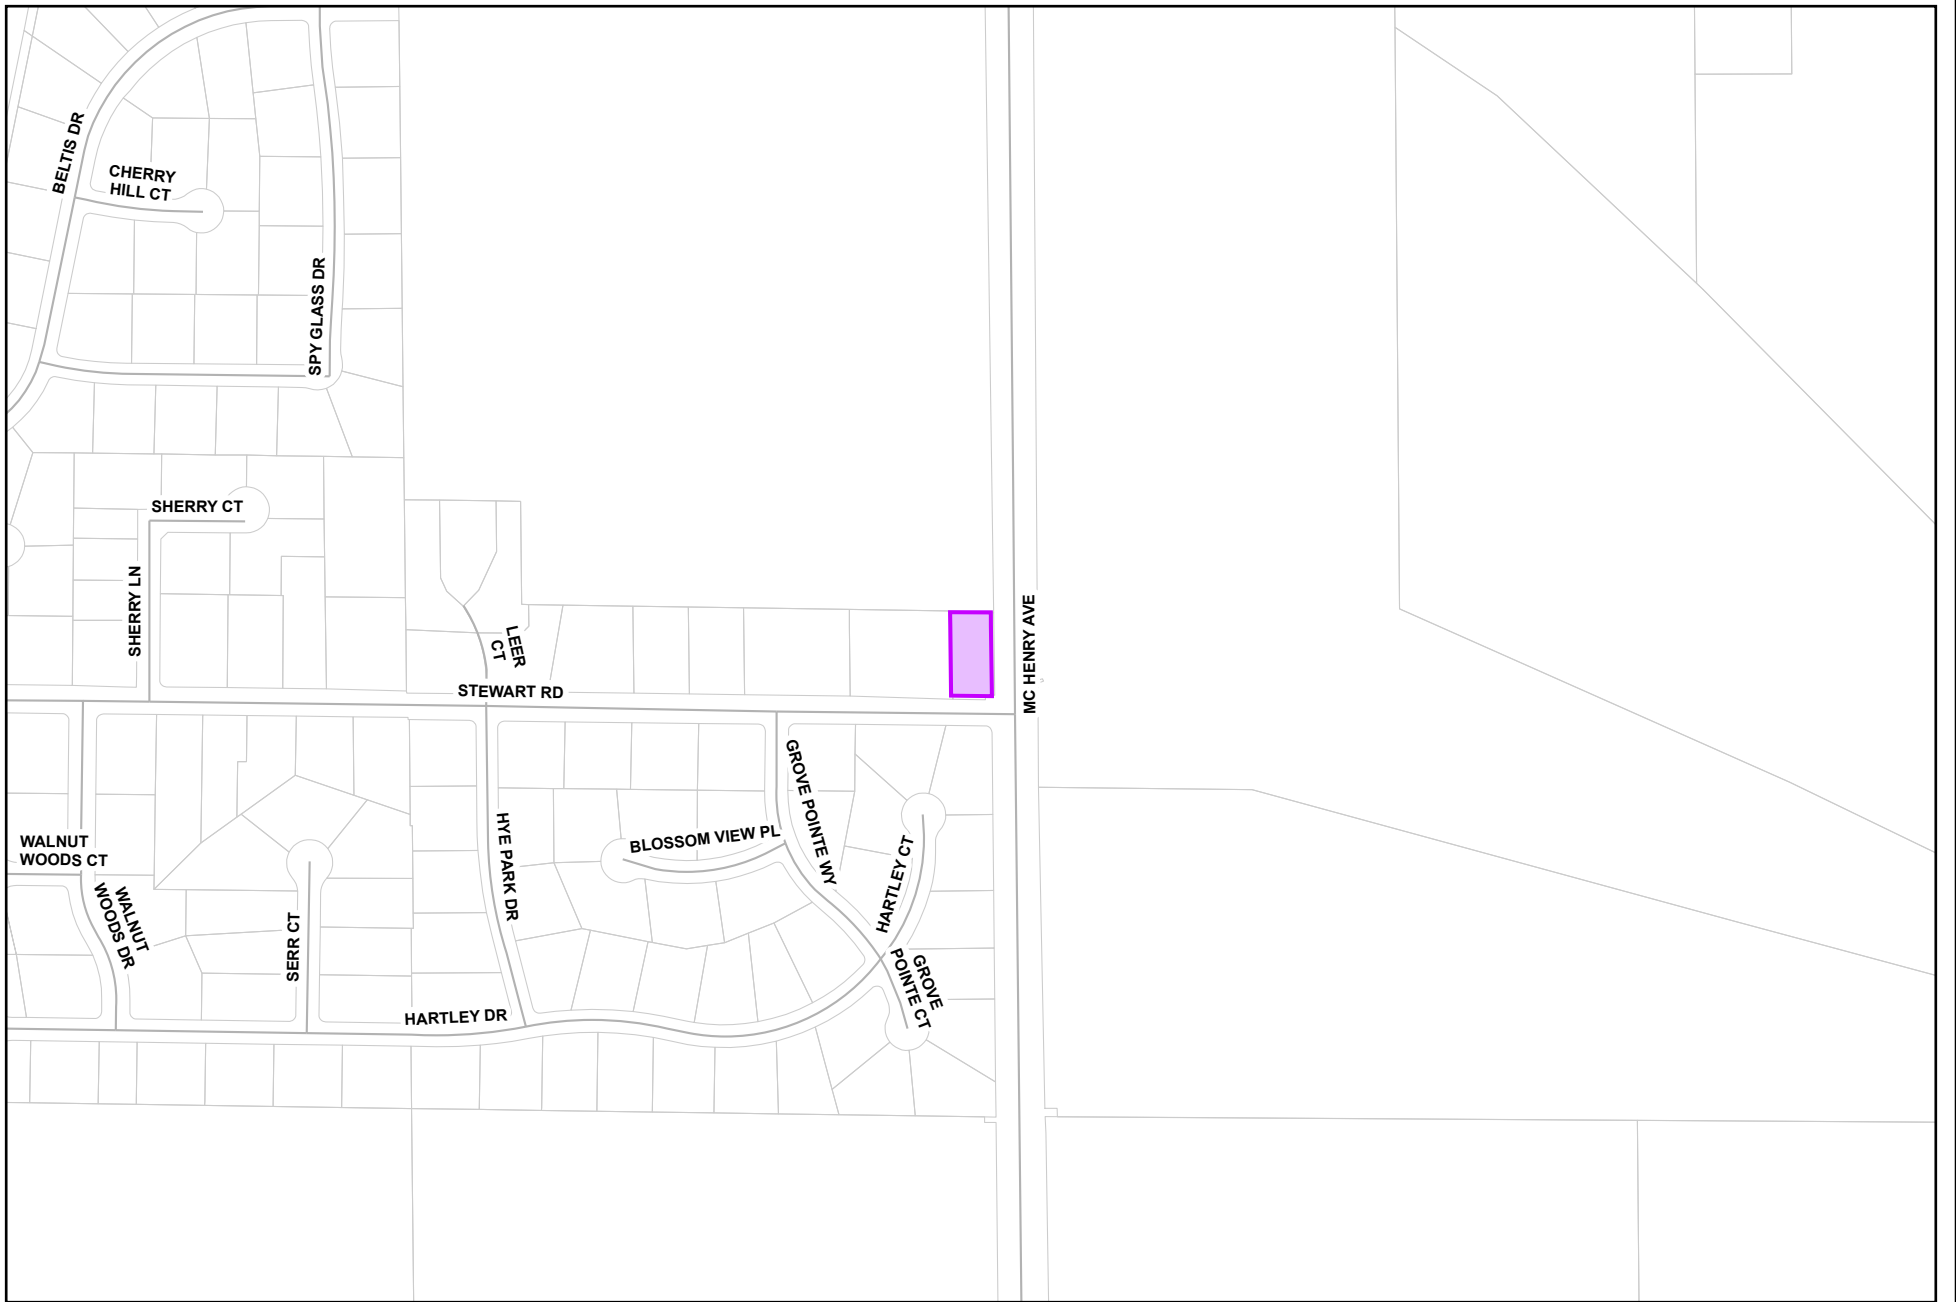 BELTIS DR
CHERRY
HILL CT
SPY GLASS DR
SHERRY CT
SHERRY LN
LEER
CT
STEWART RD
MC HENRY AVE
GROVE POINTE WY
BLOSSOM VIEW PL
HYE PARK DR
HARTLEY CT
WALNUT
WOODS CT
WALNUT
WOODS DR
SERR CT
GROVE
POINTE CT
HARTLEY DR